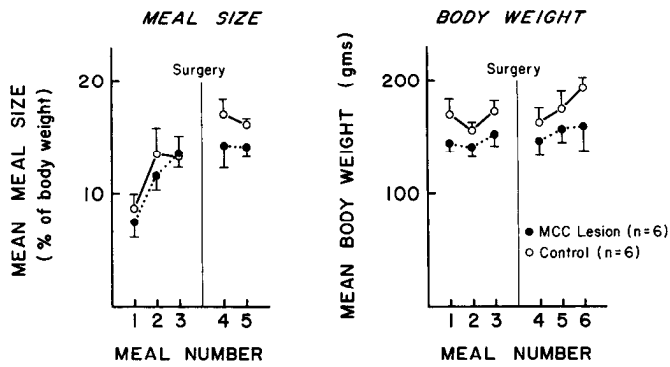 MEAL SIZE
MEAN MEAL SIZE
(% of body weight)
20
10
Surgery
1 2 3 4 5
MEAL NUMBER
BODY WEIGHT
MEAN BODY WEIGHT (gms)
200
100
Surgery
● MCC Lesion (n=6)
○ Control (n=6)
1 2 3 4 5 6
MEAL NUMBER